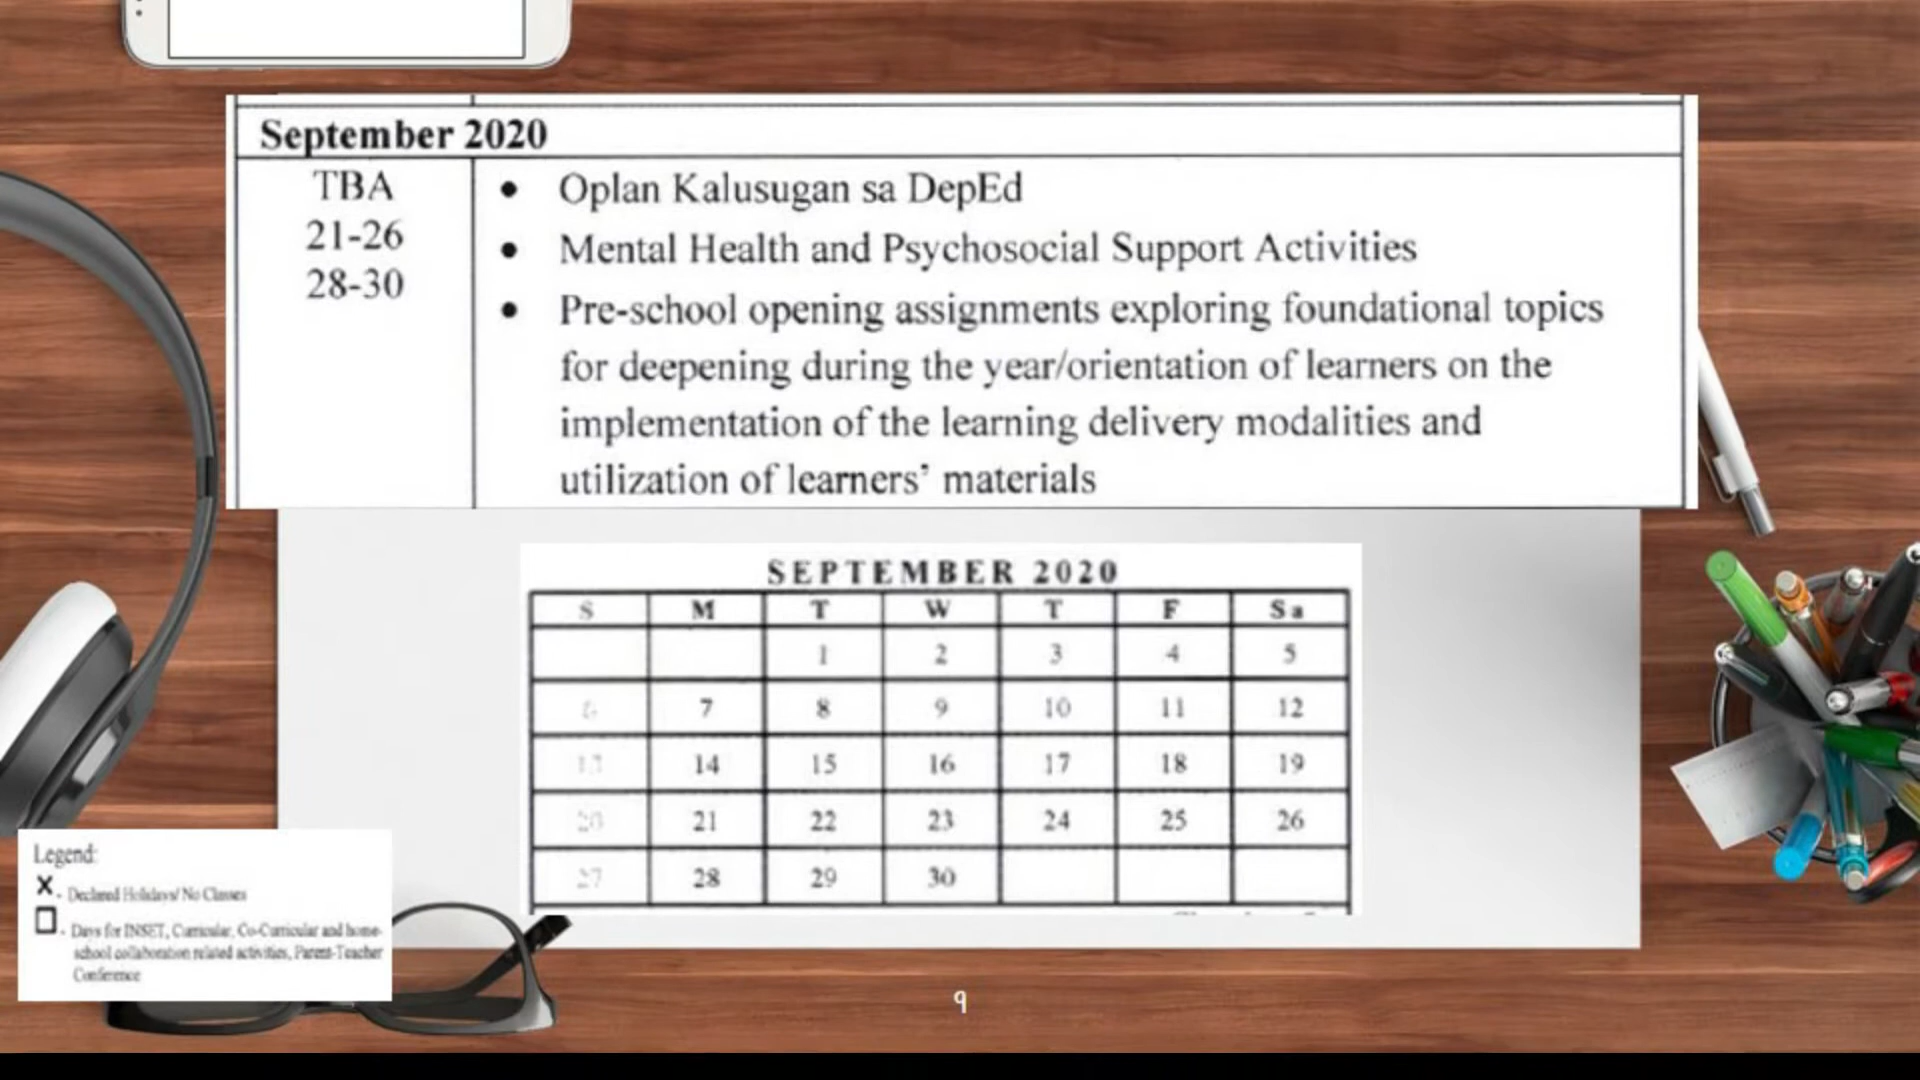 September 2020
TBA
21-26
28-30
• Oplan Kalusugan sa DepEd
• Mental Health and Psychosocial Support Activities
• Pre-school opening assignments exploring foundational topics
for deepening during the year/orientation of learners on the
implementation of the learning delivery modalities and
utilization of learners' materials
SEPTEMBER 2020
S M T W T F Sa
1 2 3 4 5
6 7 8 9 10 11 12
13 14 15 16 17 18 19
20 21 22 23 24 25 26
27 28 29 30
Legend:
X - Declared Holidays/ No Classes
- Days for INSET, Curricular, Co-Curricular and home-
school collaboration related activities, Parent-Teacher
Conference
9